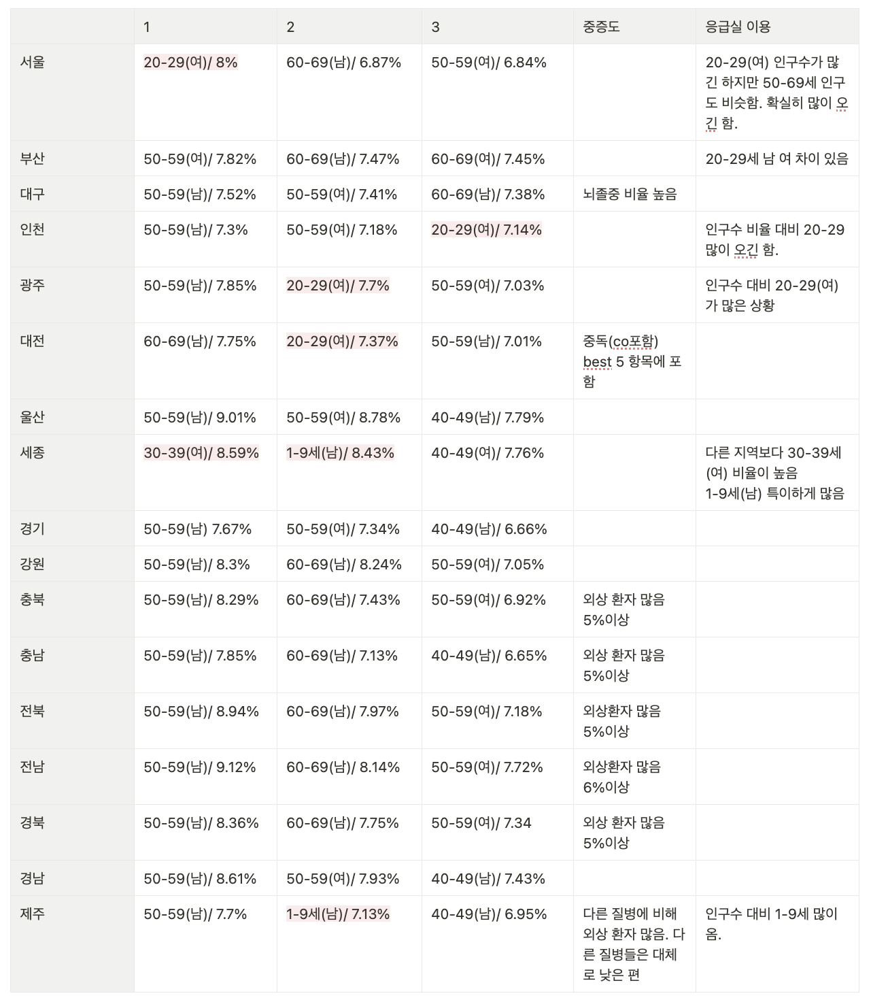 1 2 3 중증도 응급실 이용
서울 20-29(여)/ 8% 60-69(남)/ 6.87% 50-59(여)/ 6.84% 20-29(여) 인구수가 많
긴 하지만 50-69세 인구
도 비슷함. 확실히 많이 오
긴 함.
부산 50-59(여)/ 7.82% 60-69(남)/ 7.47% 60-69(여)/ 7.45% 20-29세 남 여 차이 있음
대구 50-59(남)/ 7.52% 50-59(여)/ 7.41% 60-69(남)/ 7.38% 뇌졸중 비율 높음
인천 50-59(남)/ 7.3% 50-59(여)/ 7.18% 20-29(여)/ 7.14% 인구수 비율 대비 20-29
많이 오긴 함.
광주 50-59(남)/ 7.85% 20-29(여)/ 7.7% 50-59(여)/ 7.03% 인구수 대비 20-29(여)
가 많은 상황
대전 60-69(남)/ 7.75% 20-29(여)/ 7.37% 50-59(남)/ 7.01% 중독(co포함)
best 5 항목에 포
함
울산 50-59(남)/ 9.01% 50-59(여)/ 8.78% 40-49(남)/ 7.79%
세종 30-39(여)/ 8.59% 1-9세(남)/ 8.43% 40-49(여)/ 7.76% 다른 지역보다 30-39세
(여) 비율이 높음
1-9세(남) 특이하게 많음
경기 50-59(남) 7.67% 50-59(여)/ 7.34% 40-49(남)/ 6.66%
강원 50-59(남)/ 8.3% 60-69(남)/ 8.24% 50-59(여)/ 7.05%
충북 50-59(남)/ 8.29% 60-69(남)/ 7.43% 50-59(여)/ 6.92% 외상 환자 많음
5%이상
충남 50-59(남)/ 7.85% 60-69(남)/ 7.13% 40-49(남)/ 6.65% 외상 환자 많음
5%이상
전북 50-59(남)/ 8.94% 60-69(남)/ 7.97% 50-59(여)/ 7.18% 외상환자 많음
5%이상
전남 50-59(남)/ 9.12% 60-69(남)/ 8.14% 50-59(여)/ 7.72% 외상환자 많음
6%이상
경북 50-59(남)/ 8.36% 60-69(남)/ 7.75% 50-59(여)/ 7.34 외상 환자 많음
5%이상
경남 50-59(남)/ 8.61% 50-59(여)/ 7.93% 40-49(남)/ 7.43%
제주 50-59(남)/ 7.7% 1-9세(남)/ 7.13% 40-49(남)/ 6.95% 다른 질병에 비해 인구수 대비 1-9세 많이
외상 환자 많음. 다 옴.
른 질병들은 대체
로 낮은 편